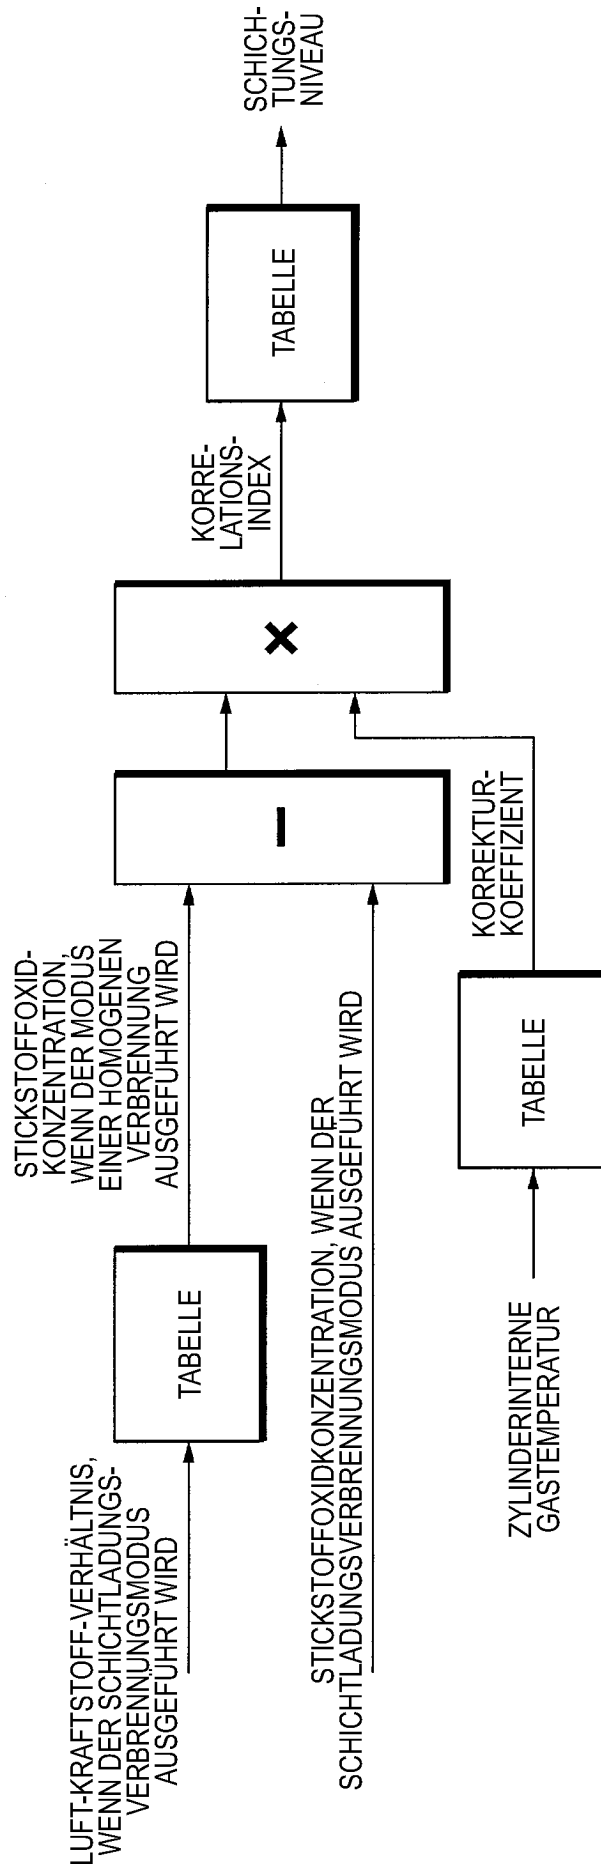 LUFT-KRAFTSTOFF-VERHÄLTNIS,
WENN DER SCHICHTLADUNGS-
VERBRENNUNGSMODUS
AUSGEFÜHRT WIRD
TABELLE
STICKSTOFFOXID-
KONZENTRATION,
WENN DER MODUS
EINER HOMOGENEN
VERBRENNUNG
AUSGEFÜHRT WIRD
STICKSTOFFOXIDKONZENTRATION, WENN DER
SCHICHTLADUNGSVERBRENNUNGSMODUS AUSGEFÜHRT WIRD
ZYLINDERINTERNE
GASTEMPERATUR
TABELLE
KORREKTUR-
KOEFFIZIENT
−
×
KORRE-
LATIONS-
INDEX
TABELLE
SCHICH-
TUNGS-
NIVEAU